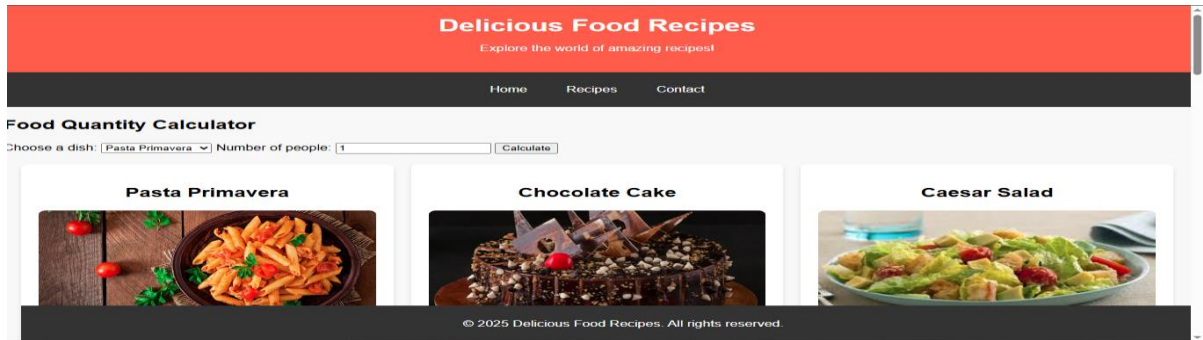 Delicious Food Recipes
Explore the world of amazing recipes!
Home Recipes Contact
Food Quantity Calculator
Choose a dish: Pasta Primavera Number of people: 1 Calculate
Pasta Primavera Chocolate Cake Caesar Salad
© 2025 Delicious Food Recipes. All rights reserved.